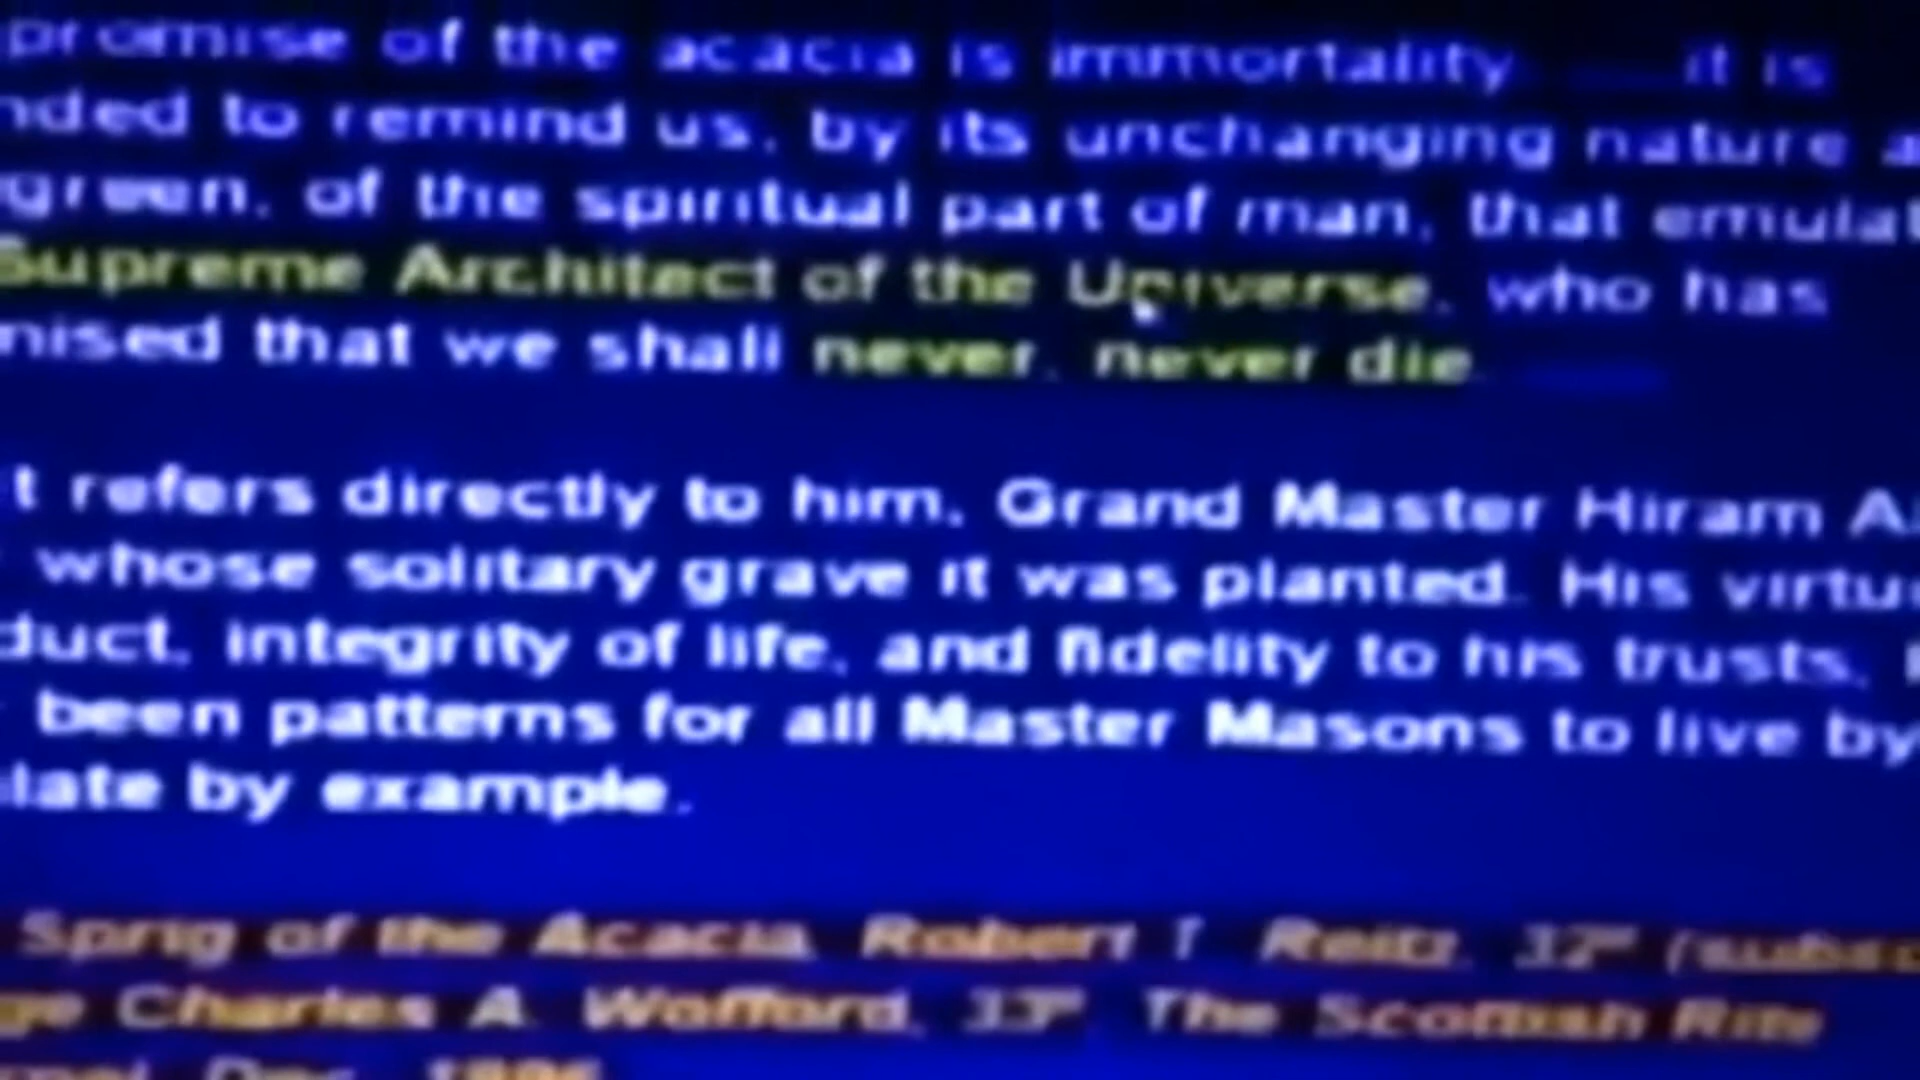 promise of the acacia is immortality it is
nded to remind us, by its unchanging nature a
green, of the spiritual part of man, that emulat
Supreme Architect of the Universe, who has
nised that we shall never, never die.
t refers directly to him, Grand Master Hiram A
whose solitary grave it was planted. His virtu
duct, integrity of life, and fidelity to his trusts,
been patterns for all Master Masons to live by
late by example.
Sprig of the Acacia, Robert T. Reitz, 32° (subs
ge Charles A. Wofford, 33° The Scottish Rite
Dec. 1996